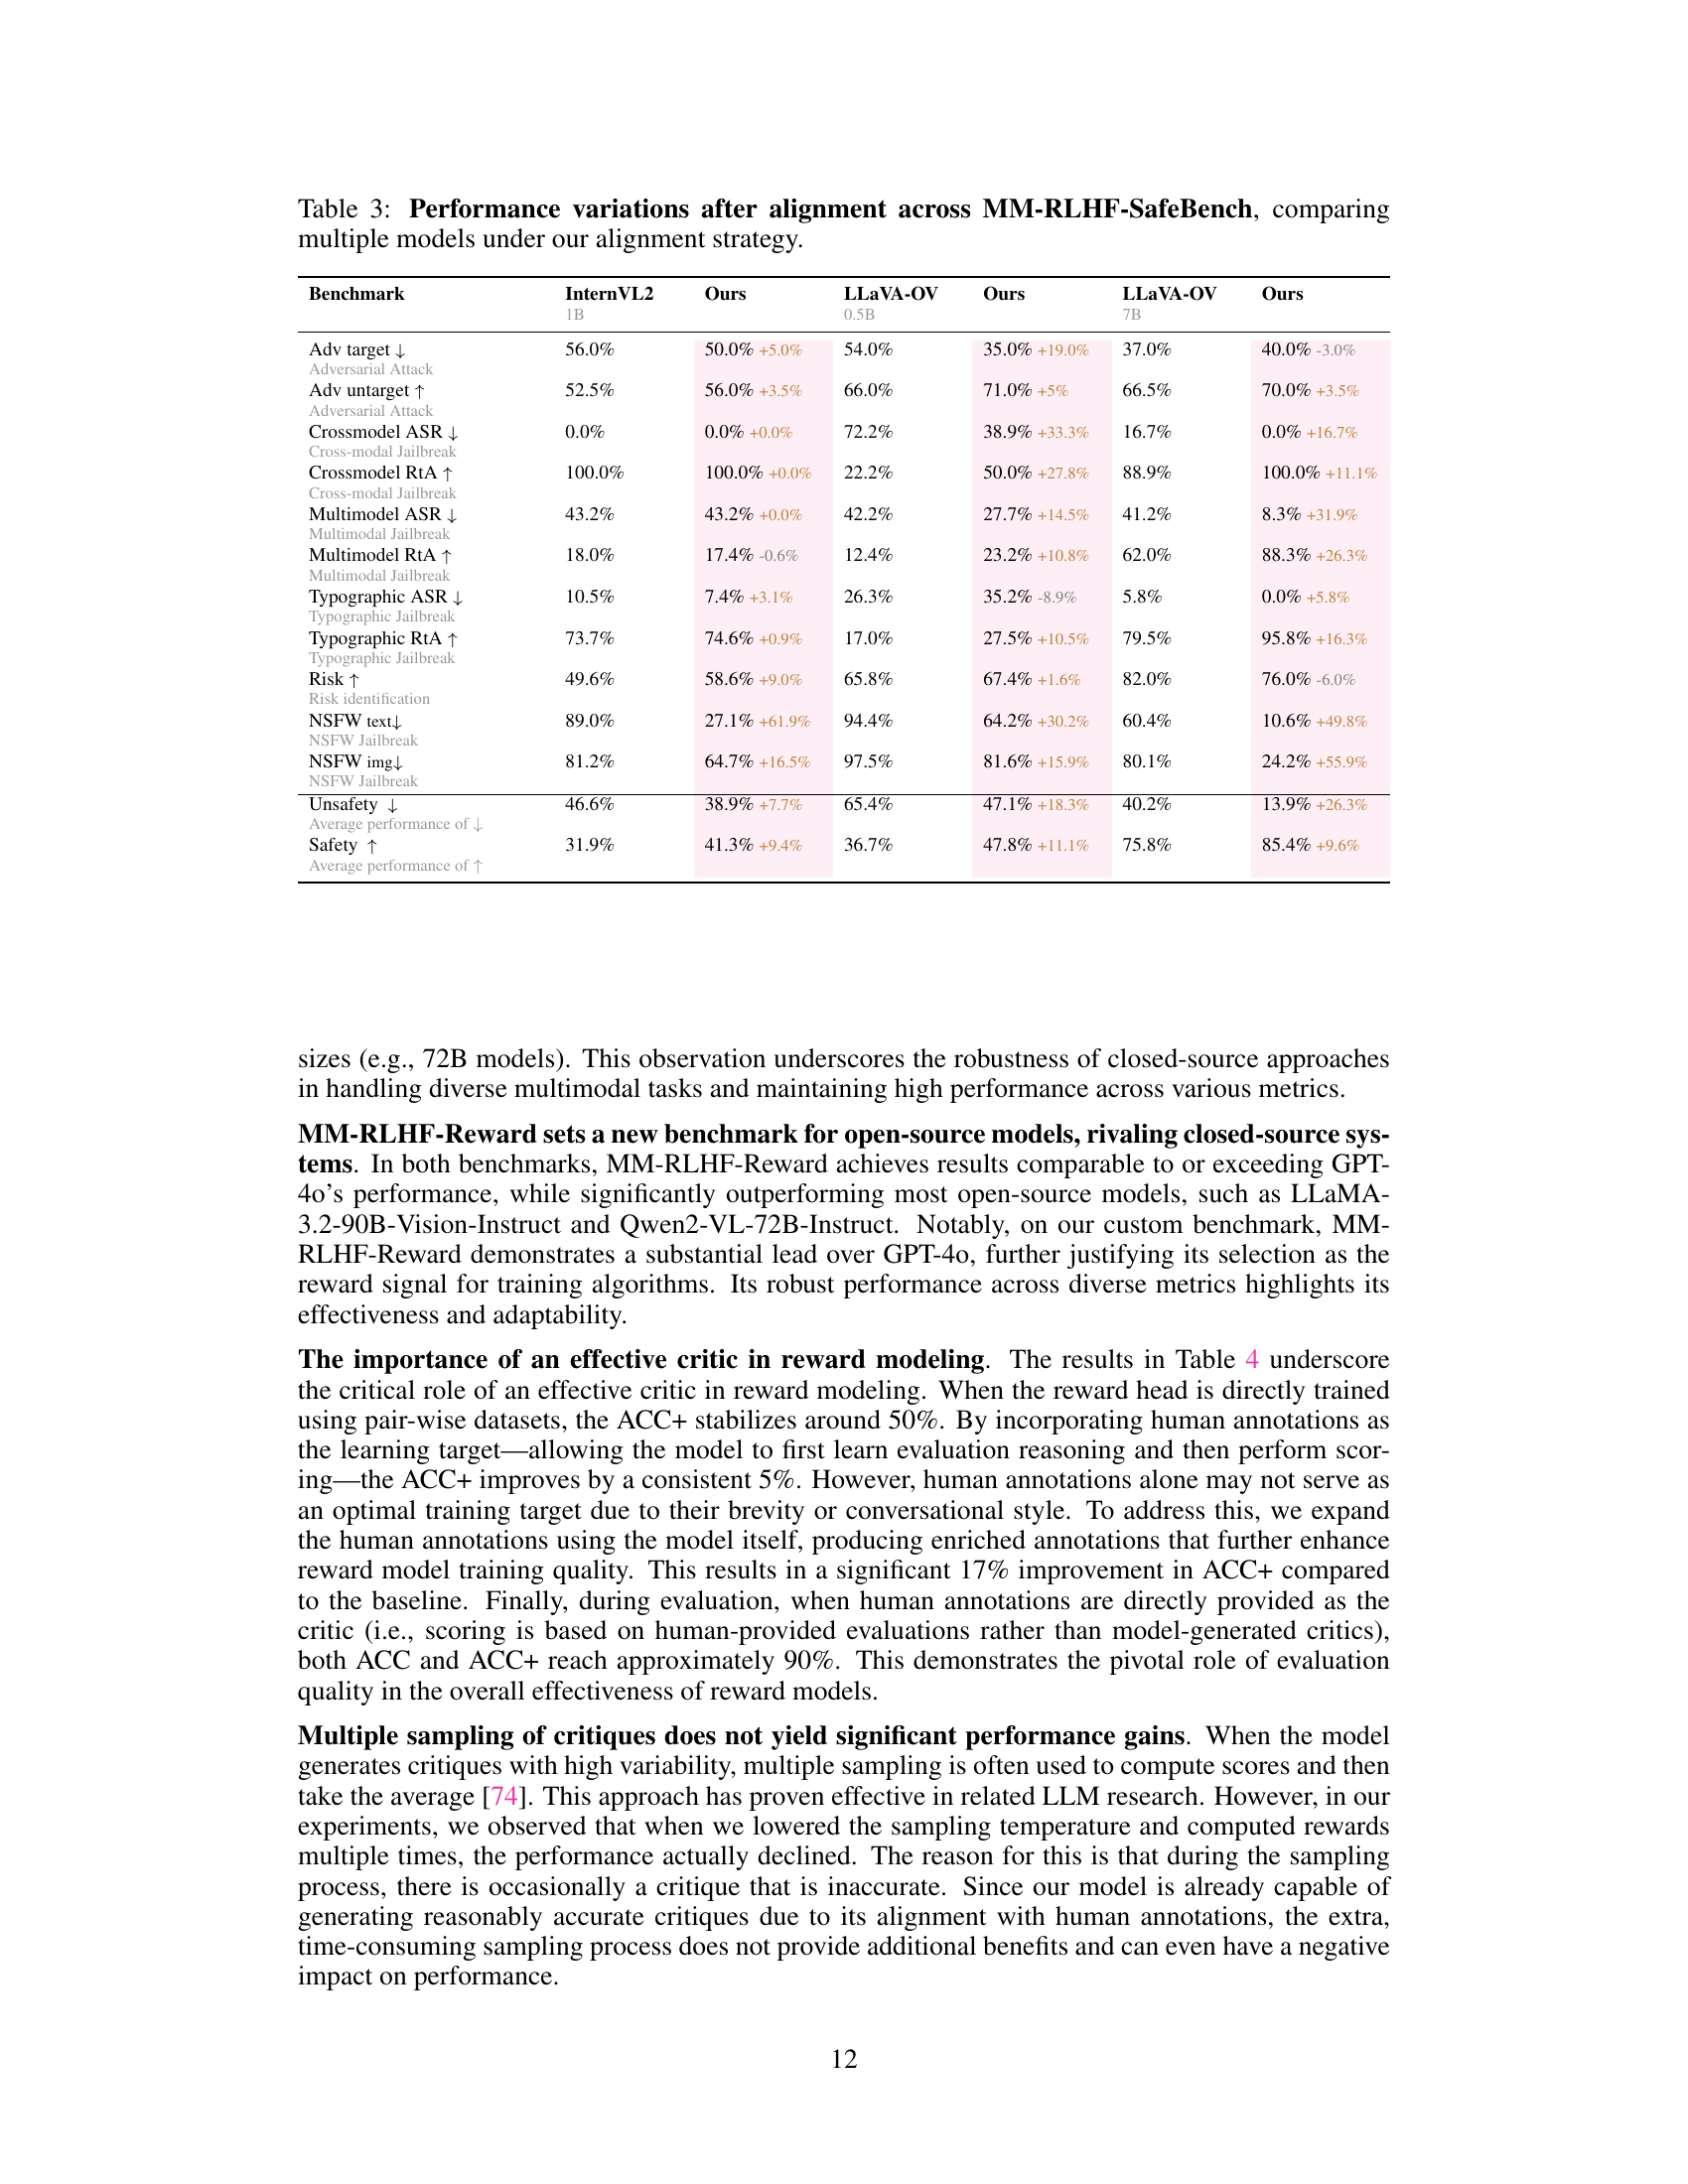 Table 3: Performance variations after alignment across MM-RLHF-SafeBench, comparing
multiple models under our alignment strategy.
Benchmark InternVL2 Ours LLaVA-OV Ours LLaVA-OV Ours
1B 0.5B 7B
Adv target ↓ 56.0% 50.0% +5.0% 54.0% 35.0% +19.0% 37.0% 40.0% -3.0%
Adversarial Attack
Adv untarget ↑ 52.5% 56.0% +3.5% 66.0% 71.0% +5% 66.5% 70.0% +3.5%
Adversarial Attack
Crossmodel ASR ↓ 0.0% 0.0% +0.0% 72.2% 38.9% +33.3% 16.7% 0.0% +16.7%
Cross-modal Jailbreak
Crossmodel RtA ↑ 100.0% 100.0% +0.0% 22.2% 50.0% +27.8% 88.9% 100.0% +11.1%
Cross-modal Jailbreak
Multimodel ASR ↓ 43.2% 43.2% +0.0% 42.2% 27.7% +14.5% 41.2% 8.3% +31.9%
Multimodal Jailbreak
Multimodel RtA ↑ 18.0% 17.4% -0.6% 12.4% 23.2% +10.8% 62.0% 88.3% +26.3%
Multimodal Jailbreak
Typographic ASR ↓ 10.5% 7.4% +3.1% 26.3% 35.2% -8.9% 5.8% 0.0% +5.8%
Typographic Jailbreak
Typographic RtA ↑ 73.7% 74.6% +0.9% 17.0% 27.5% +10.5% 79.5% 95.8% +16.3%
Typographic Jailbreak
Risk ↑ 49.6% 58.6% +9.0% 65.8% 67.4% +1.6% 82.0% 76.0% -6.0%
Risk identification
NSFW text↓ 89.0% 27.1% +61.9% 94.4% 64.2% +30.2% 60.4% 10.6% +49.8%
NSFW Jailbreak
NSFW img↓ 81.2% 64.7% +16.5% 97.5% 81.6% +15.9% 80.1% 24.2% +55.9%
NSFW Jailbreak
Unsafety ↓ 46.6% 38.9% +7.7% 65.4% 47.1% +18.3% 40.2% 13.9% +26.3%
Average performance of ↓
Safety ↑ 31.9% 41.3% +9.4% 36.7% 47.8% +11.1% 75.8% 85.4% +9.6%
Average performance of ↑
sizes (e.g., 72B models). This observation underscores the robustness of closed-source approaches
in handling diverse multimodal tasks and maintaining high performance across various metrics.
MM-RLHF-Reward sets a new benchmark for open-source models, rivaling closed-source sys-
tems. In both benchmarks, MM-RLHF-Reward achieves results comparable to or exceeding GPT-
4o's performance, while significantly outperforming most open-source models, such as LLaMA-
3.2-90B-Vision-Instruct and Qwen2-VL-72B-Instruct. Notably, on our custom benchmark, MM-
RLHF-Reward demonstrates a substantial lead over GPT-4o, further justifying its selection as the
reward signal for training algorithms. Its robust performance across diverse metrics highlights its
effectiveness and adaptability.
The importance of an effective critic in reward modeling. The results in Table 4 underscore
the critical role of an effective critic in reward modeling. When the reward head is directly trained
using pair-wise datasets, the ACC+ stabilizes around 50%. By incorporating human annotations as
the learning target—allowing the model to first learn evaluation reasoning and then perform scor-
ing—the ACC+ improves by a consistent 5%. However, human annotations alone may not serve as
an optimal training target due to their brevity or conversational style. To address this, we expand
the human annotations using the model itself, producing enriched annotations that further enhance
reward model training quality. This results in a significant 17% improvement in ACC+ compared
to the baseline. Finally, during evaluation, when human annotations are directly provided as the
critic (i.e., scoring is based on human-provided evaluations rather than model-generated critics),
both ACC and ACC+ reach approximately 90%. This demonstrates the pivotal role of evaluation
quality in the overall effectiveness of reward models.
Multiple sampling of critiques does not yield significant performance gains. When the model
generates critiques with high variability, multiple sampling is often used to compute scores and then
take the average [74]. This approach has proven effective in related LLM research. However, in our
experiments, we observed that when we lowered the sampling temperature and computed rewards
multiple times, the performance actually declined. The reason for this is that during the sampling
process, there is occasionally a critique that is inaccurate. Since our model is already capable of
generating reasonably accurate critiques due to its alignment with human annotations, the extra,
time-consuming sampling process does not provide additional benefits and can even have a negative
impact on performance.
12